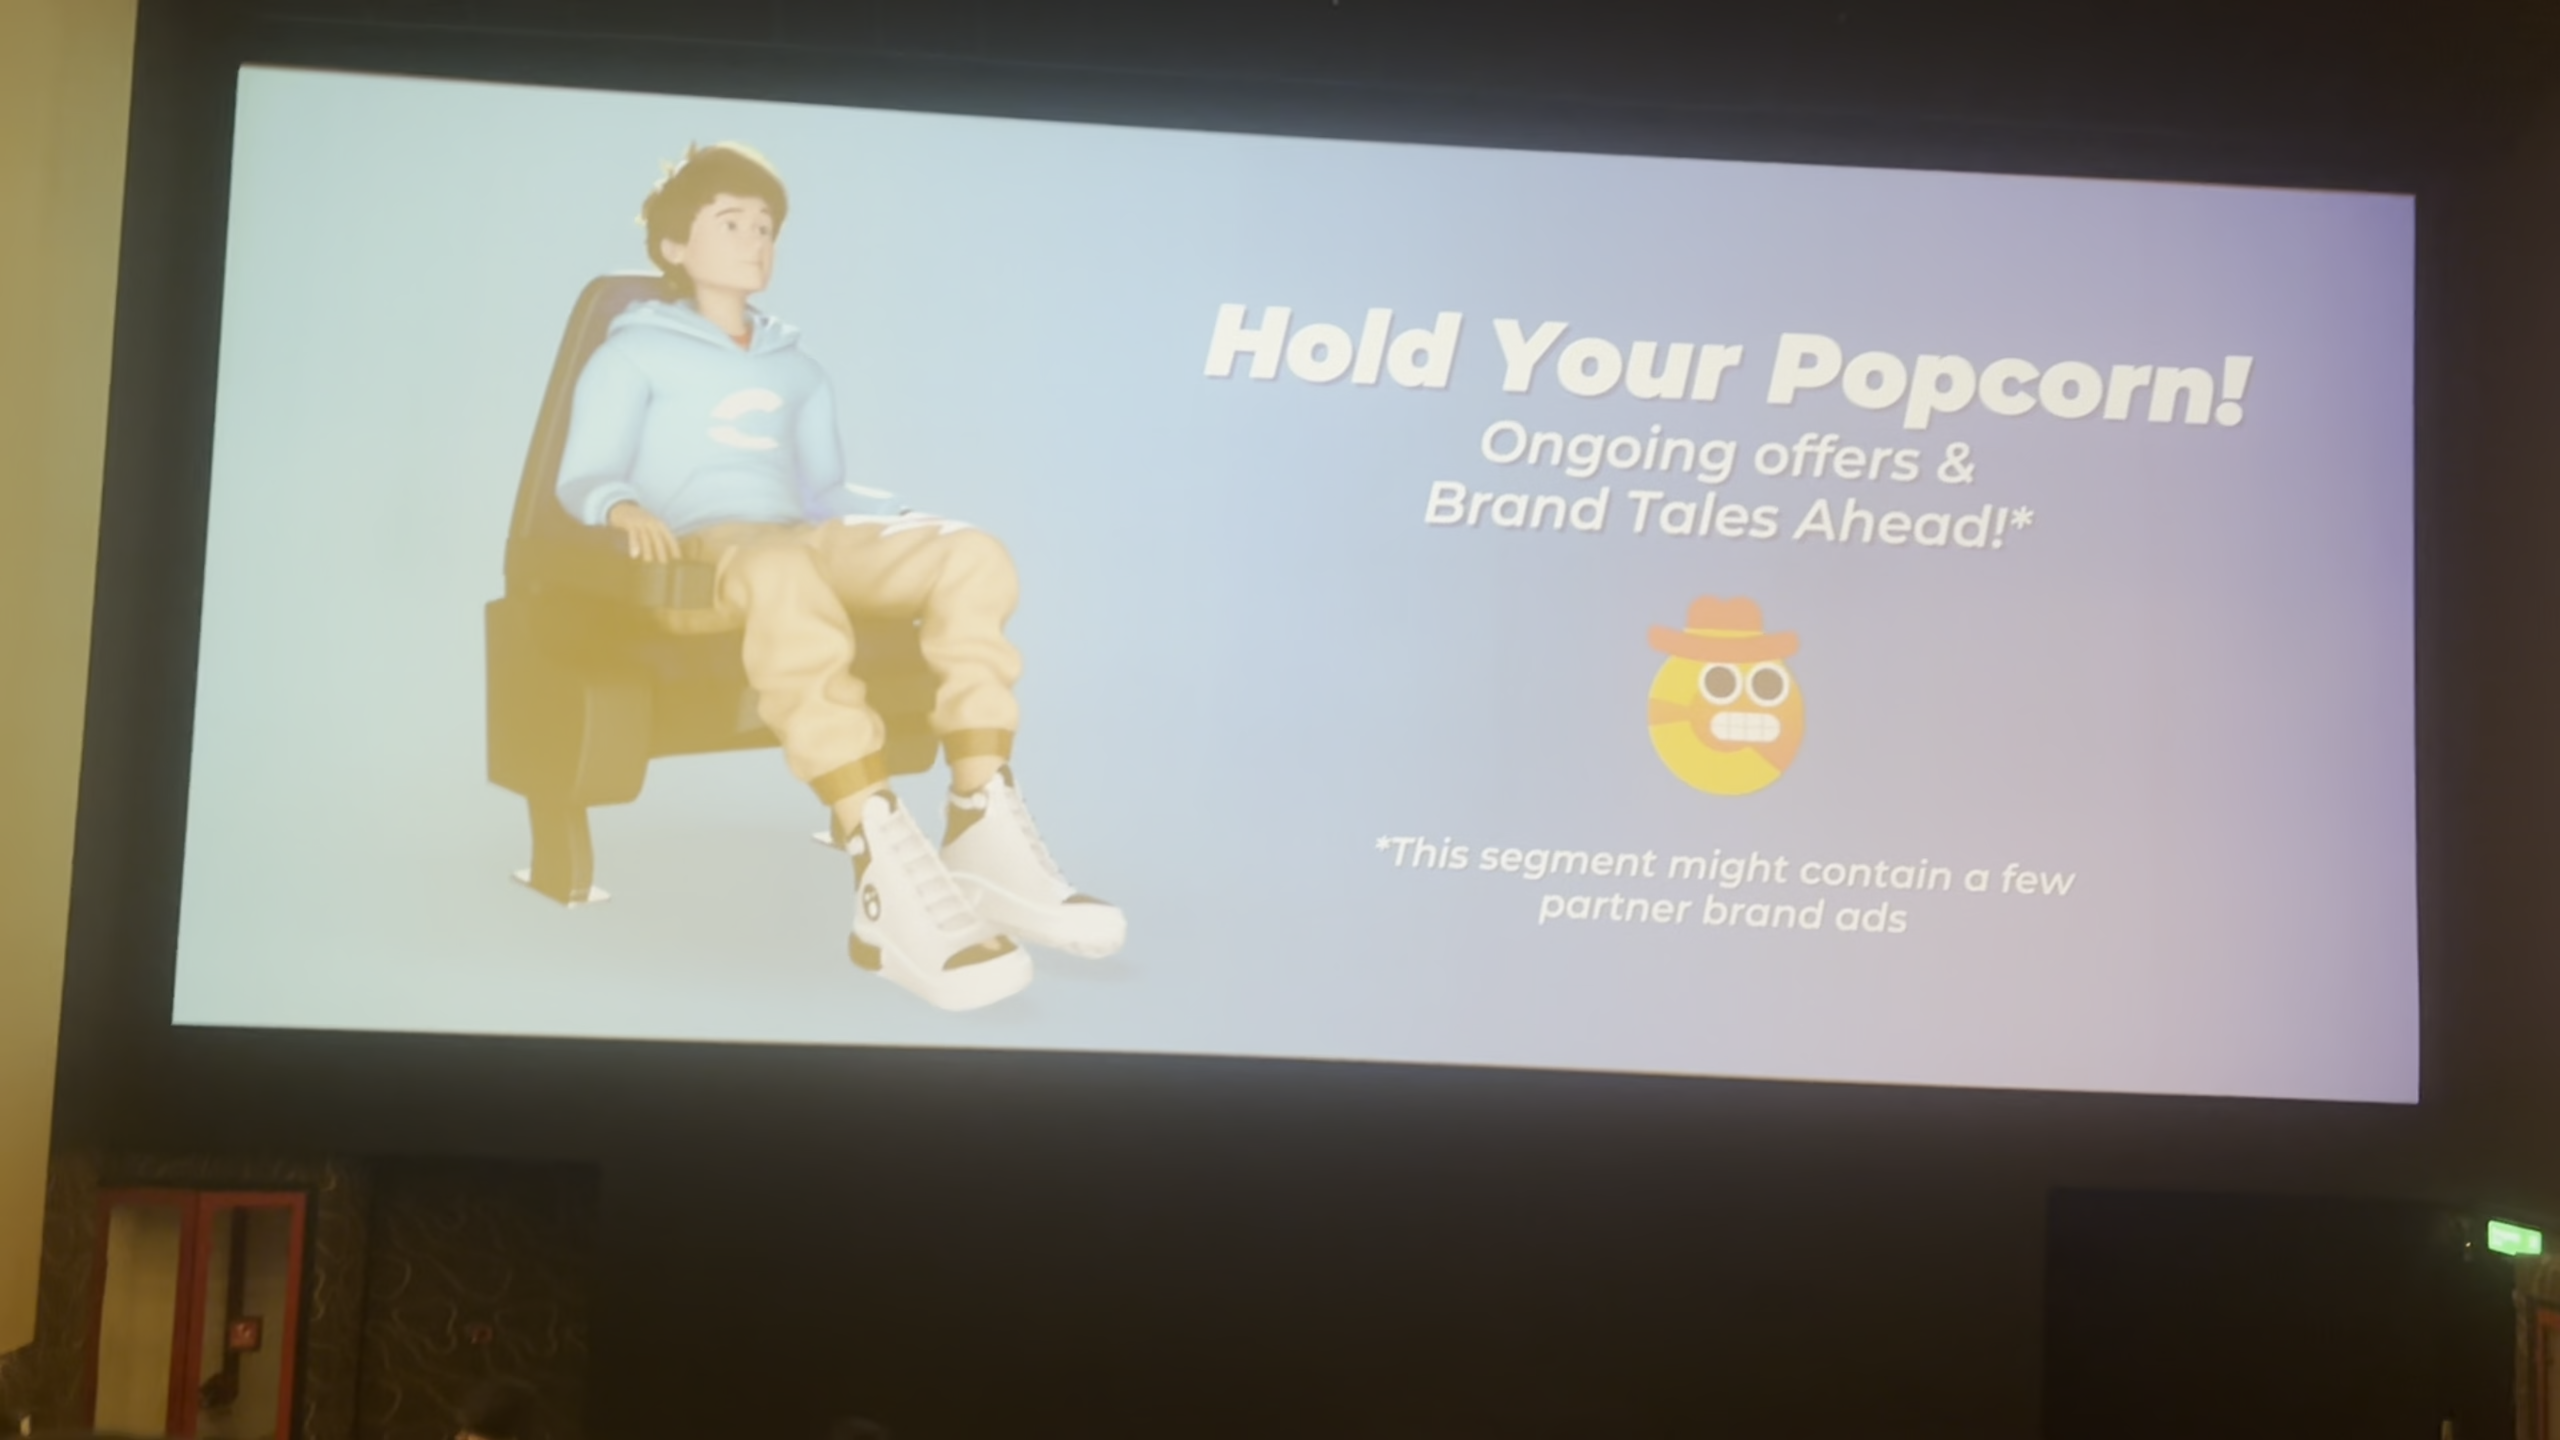 Hold Your Popcorn!
Ongoing offers &
Brand Tales Ahead!*
*This segment might contain a few
partner brand ads